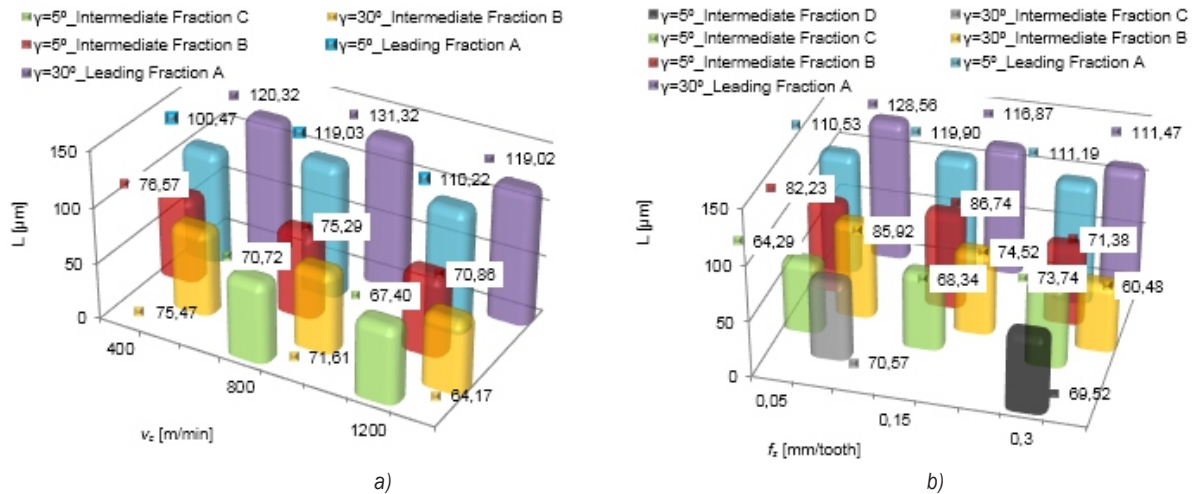 γ=5º_Intermediate Fraction C
γ=30º_Intermediate Fraction B
γ=5º_Intermediate Fraction B
γ=5º_Leading Fraction A
γ=30º_Leading Fraction A
120,32
131,32
100,47
119,03
119,02
110,22
150
100
50
0
L [µm]
76,57
75,29
70,72
70,86
67,40
75,47
71,61
64,17
400
800
1200
vc [m/min]
a)
γ=5º_Intermediate Fraction D
γ=30º_Intermediate Fraction C
γ=5º_Intermediate Fraction C
γ=30º_Intermediate Fraction B
γ=5º_Intermediate Fraction B
γ=5º_Leading Fraction A
γ=30º_Leading Fraction A
128,56
116,87
111,47
110,53
119,90
111,19
150
100
50
0
L [µm]
82,23
86,74
85,92
71,38
64,29
74,52
68,34
73,74
60,48
70,57
69,52
0,05
0,15
0,3
fz [mm/tooth]
b)